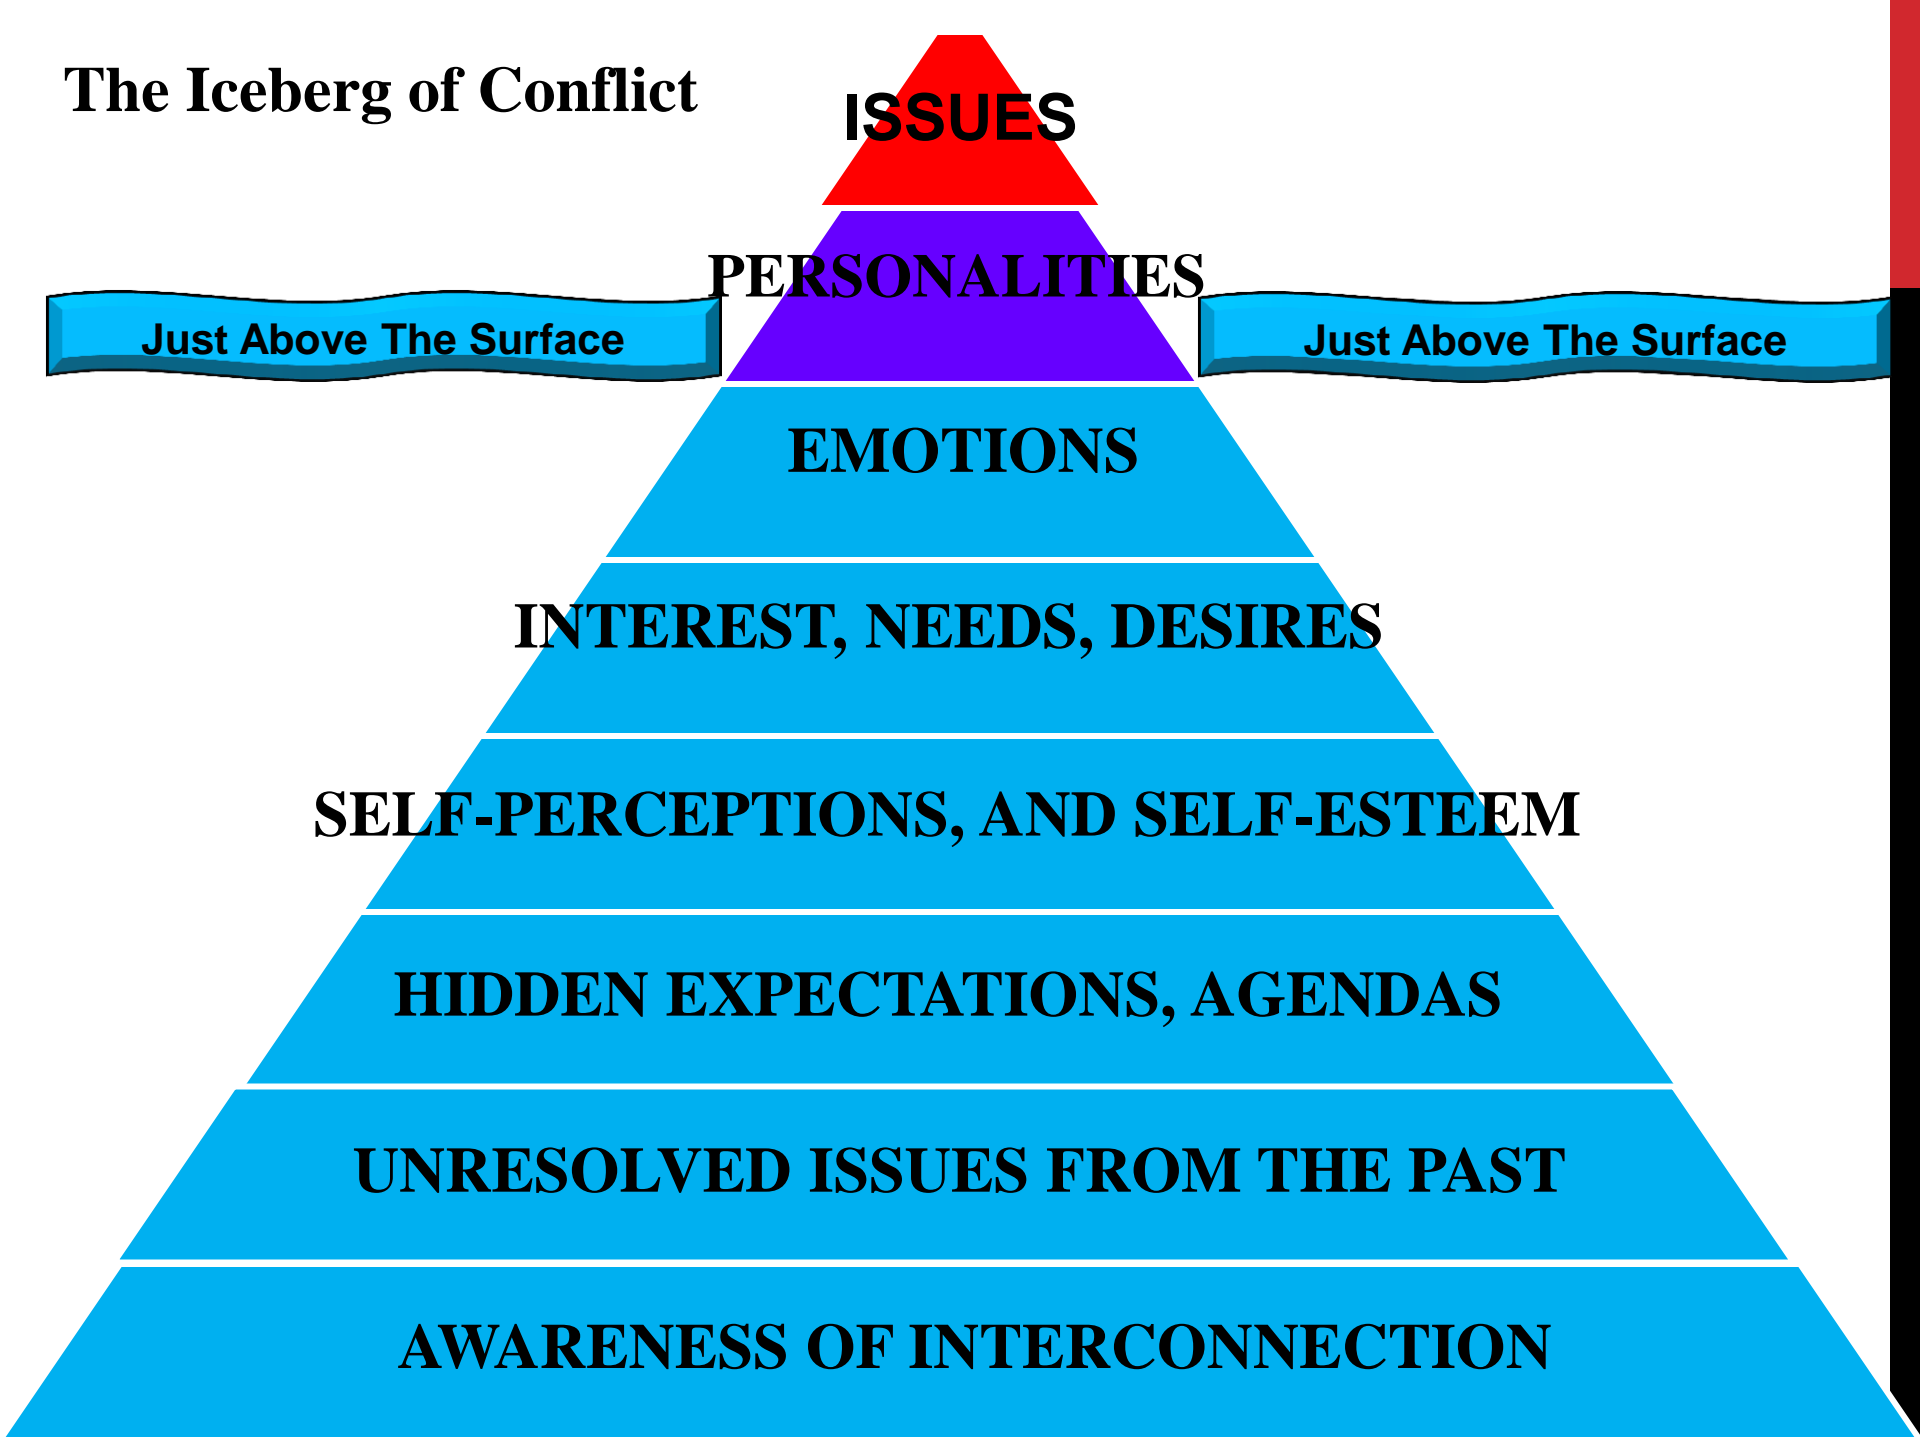 The Iceberg of Conflict
ISSUES
PERSONALITIES
Just Above The Surface
Just Above The Surface
EMOTIONS
INTEREST, NEEDS, DESIRES
SELF-PERCEPTIONS, AND SELF-ESTEEM
HIDDEN EXPECTATIONS, AGENDAS
UNRESOLVED ISSUES FROM THE PAST
AWARENESS OF INTERCONNECTION